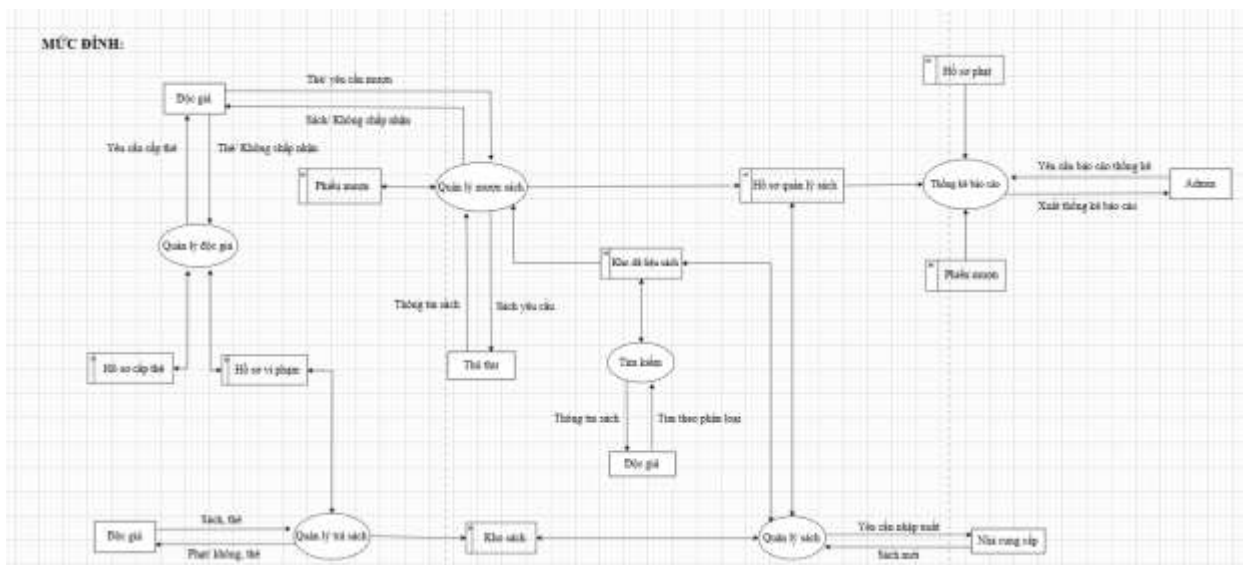 MỨC ĐỈNH:
Hồ sơ phạt
Thẻ/ yêu cầu mượn
Độc giả
Sách/ Không chấp nhận
Yêu cầu cấp thẻ
Thẻ/ Không chấp nhận
Yêu cầu báo cáo thống kê
Phiếu mượn
Quản lý mượn sách
Hồ sơ quản lý sách
Thống kê báo cáo
Admin
Xuất thống kê báo cáo
Quản lý độc giả
Kho dữ liệu sách
Phiếu mượn
Thông tin sách
Sách yêu cầu
Hồ sơ cấp thẻ
Hồ sơ vi phạm
Thủ thư
Tìm kiếm
Thông tin sách
Tìm theo phân loại
Độc giả
Sách, thẻ
Độc giả
Quản lý trả sách
Kho sách
Quản lý sách
Yêu cầu nhập xuất
Nhà cung cấp
Phạt/ không, thẻ
Sách mới